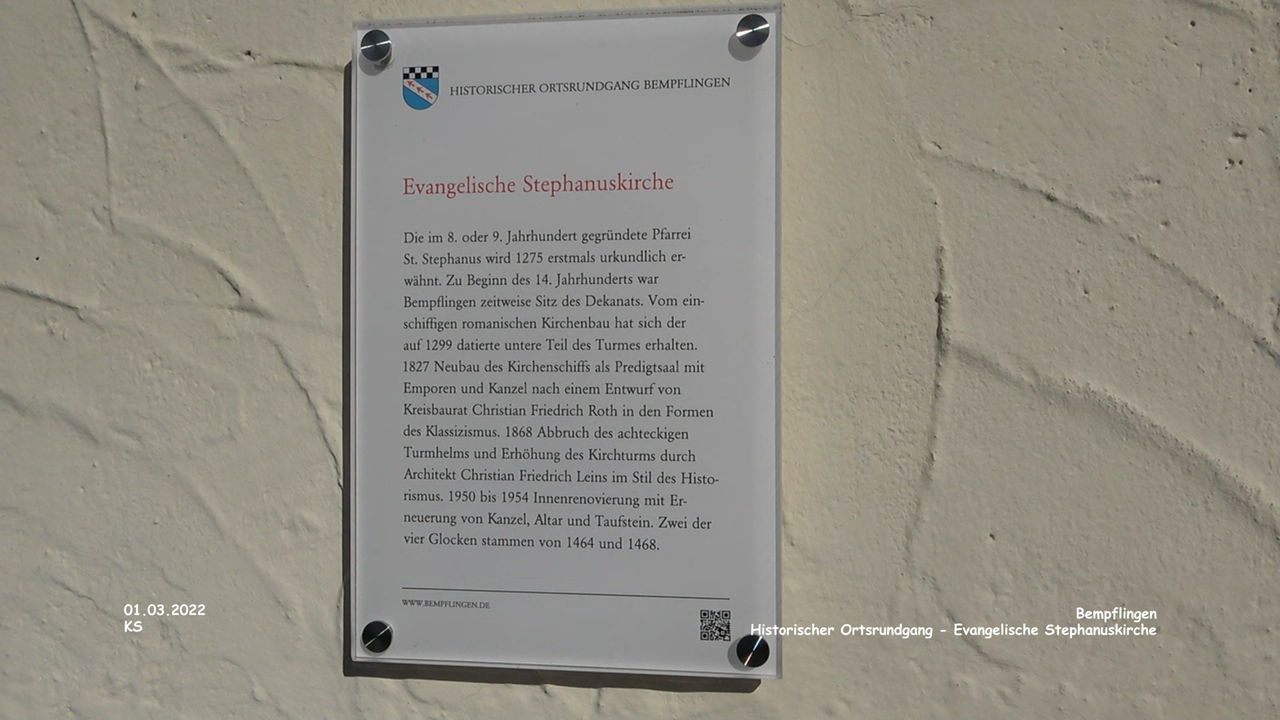 HISTORISCHER ORTSRUNDGANG BEMPFLINGEN
Evangelische Stephanuskirche
Die im 8. oder 9. Jahrhundert gegründete Pfarrei
St. Stephanus wird 1275 erstmals urkundlich er-
wähnt. Zu Beginn des 14. Jahrhunderts war
Bempflingen zeitweise Sitz des Dekanats. Vom ein-
schiffigen romanischen Kirchenbau hat sich der
auf 1299 datierte untere Teil des Turmes erhalten.
1827 Neubau des Kirchenschiffs als Predigtsaal mit
Emporen und Kanzel nach einem Entwurf von
Kreisbaurat Christian Friedrich Roth in den Formen
des Klassizismus. 1868 Abbruch des achteckigen
Turmhelms und Erhöhung des Kirchturms durch
Architekt Christian Friedrich Leins im Stil des Histo-
rismus. 1950 bis 1954 Innenrenovierung mit Er-
neuerung von Kanzel, Altar und Taufstein. Zwei der
vier Glocken stammen von 1464 und 1468.
WWW.BEMPFLINGEN.DE
01.03.2022
KS
Bempflingen
Historischer Ortsrundgang - Evangelische Stephanuskirche